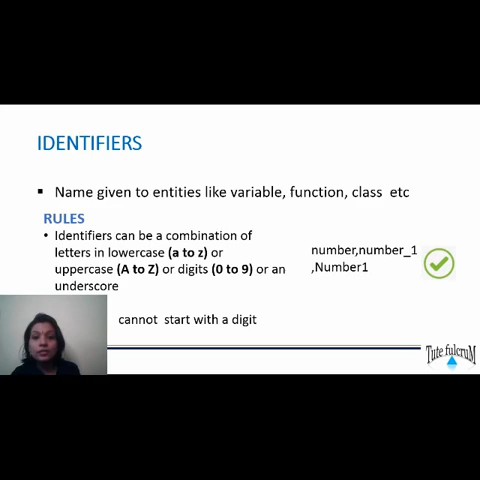 IDENTIFIERS
▪ Name given to entities like variable, function, class etc
RULES
• Identifiers can be a combination of
letters in lowercase (a to z) or
uppercase (A to Z) or digits (0 to 9) or an
underscore
number,number_1
,Number1
cannot start with a digit
Tute fulcruM